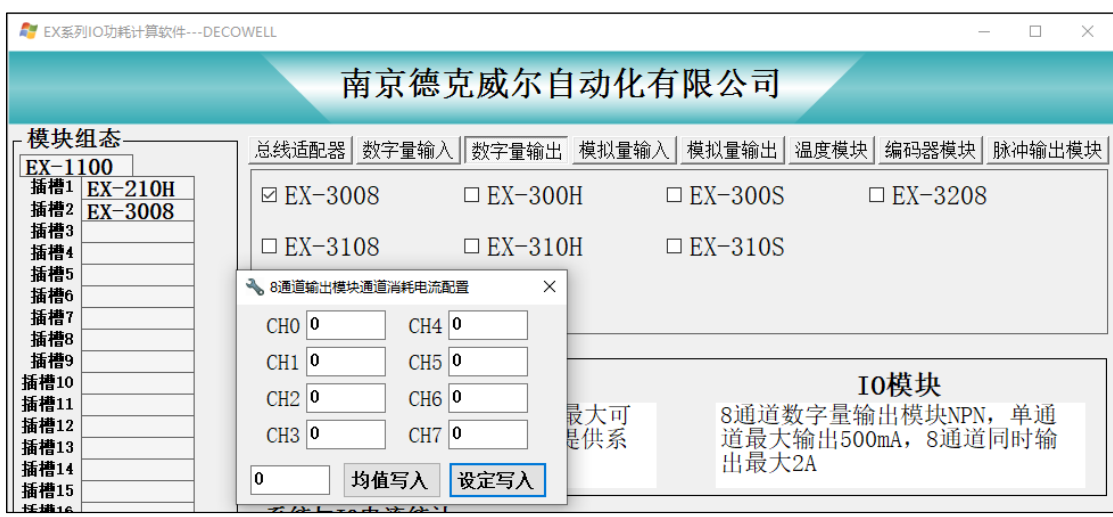 EX系列IO功耗计算软件---DECOWELL
南京德克威尔自动化有限公司
模块组态
EX-1100
插槽1 EX-210H
插槽2 EX-3008
插槽3
插槽4
插槽5
插槽6
插槽7
插槽8
插槽9
插槽10
插槽11
插槽12
插槽13
插槽14
插槽15
插槽16
总线适配器 数字量输入 数字量输出 模拟量输入 模拟量输出 温度模块 编码器模块 脉冲输出模块
EX-3008 EX-300H EX-300S EX-3208
EX-3108 EX-310H EX-310S
8通道输出模块通道消耗电流配置
CH0 0 CH4 0
CH1 0 CH5 0
CH2 0 CH6 0
CH3 0 CH7 0
0 均值写入 设定写入
最大可
提供系
IO模块
8通道数字量输出模块NPN，单通
道最大输出500mA，8通道同时输
出最大2A